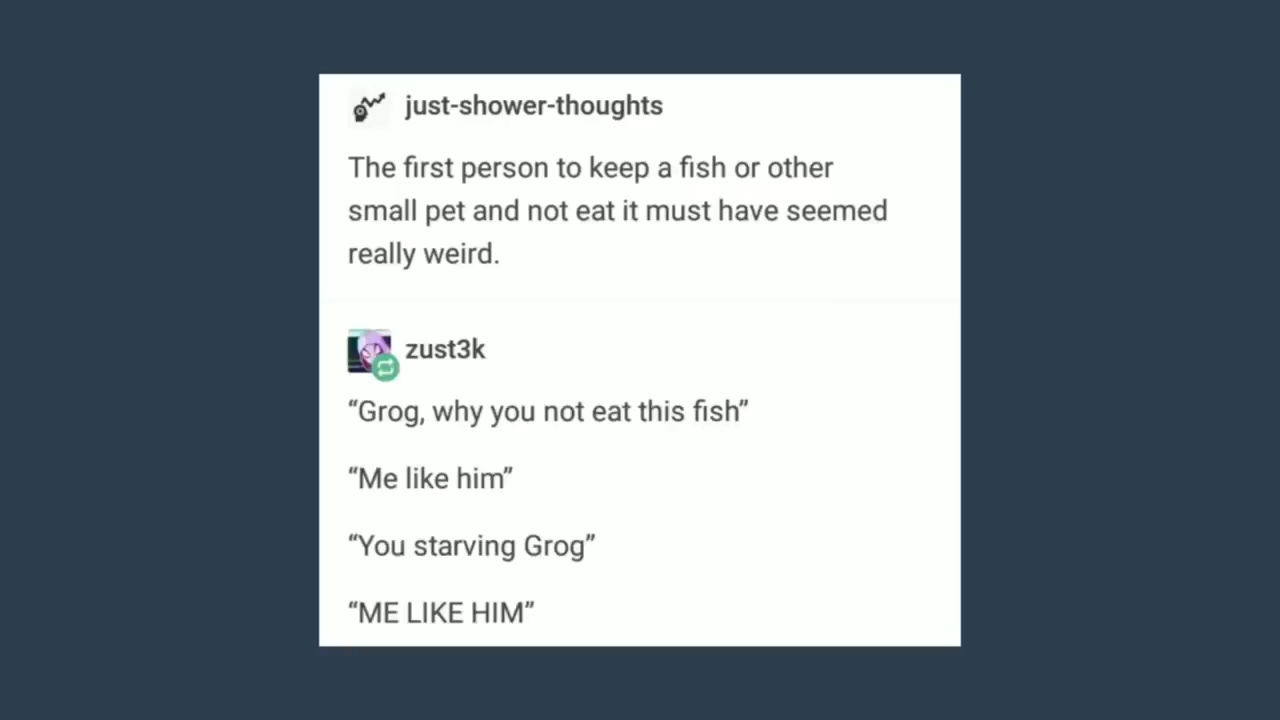 just-shower-thoughts
The first person to keep a fish or other
small pet and not eat it must have seemed
really weird.
zust3k
“Grog, why you not eat this fish”
“Me like him”
“You starving Grog”
“ME LIKE HIM”